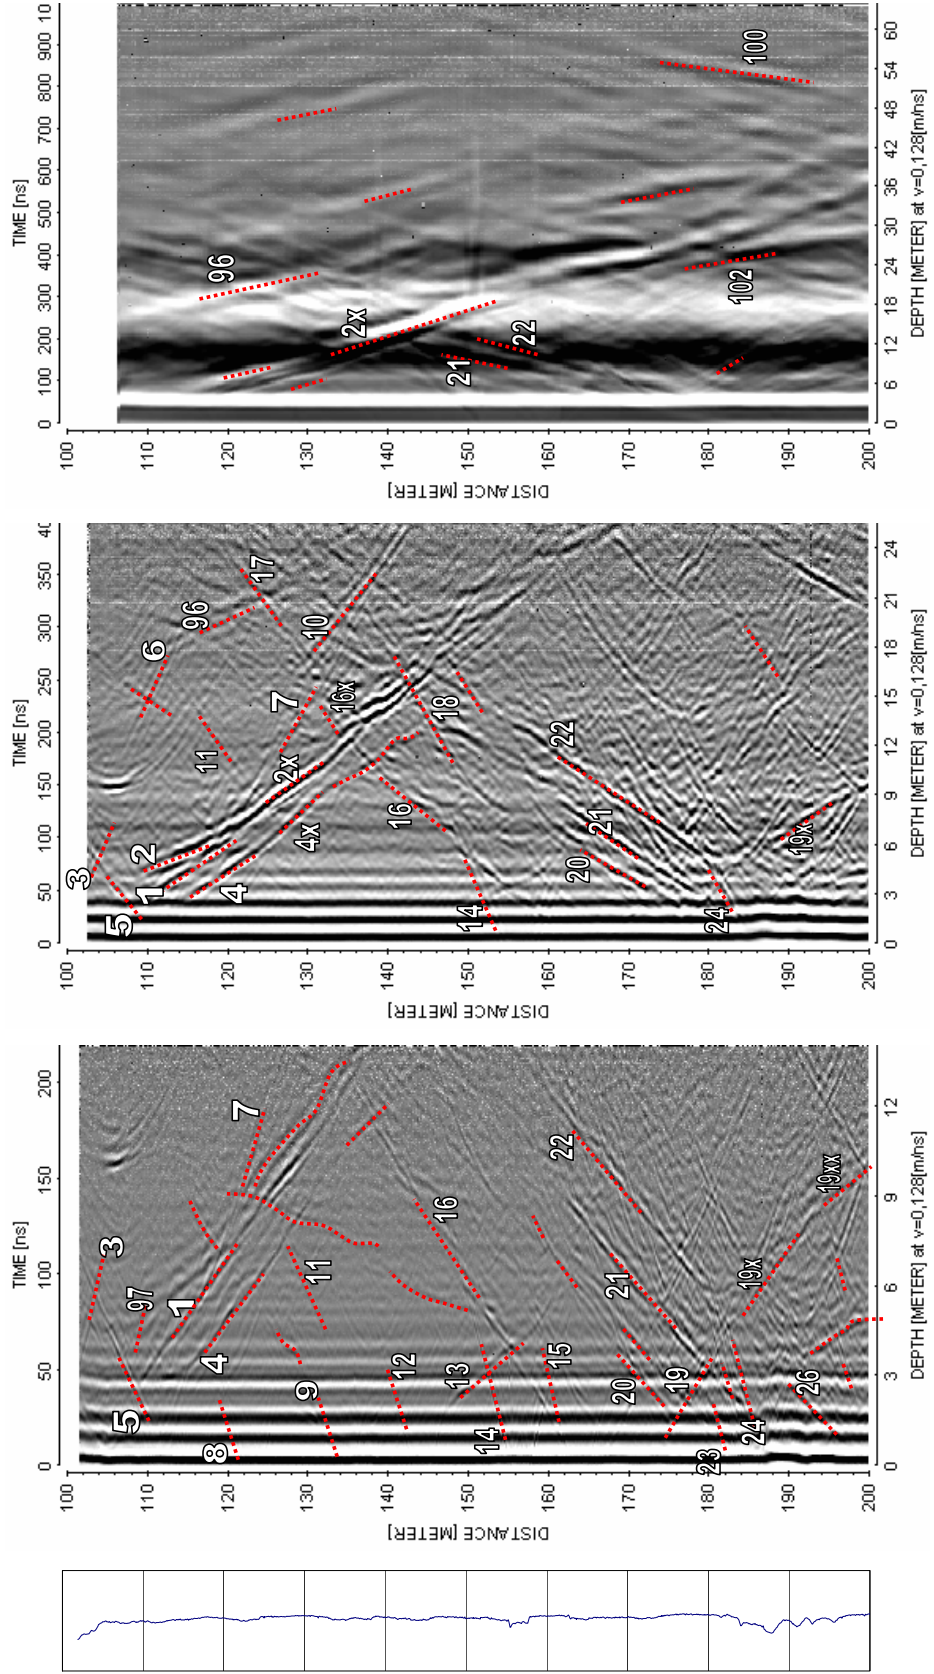 TIME [ns]
0 100 200 300 400 500 600 700 800 900 10
100 110 120 130 140 150 160 170 180 190 200
DISTANCE [METER]
0 6 12 18 24 30 36 42 48 54 60
DEPTH [METER] at v=0,128[m/ns]
96
2x
21
22
102
100
TIME [ns]
0 50 100 150 200 250 300 350 40
100 110 120 130 140 150 160 170 180 190 200
DISTANCE [METER]
0 3 6 9 12 15 18 21 24
DEPTH [METER] at v=0,128[m/ns]
3
5
2
1
4
6
96
11
17
7
2x
4x
10
16x
16
18
14
22
21
20
24
19x
TIME [ns]
0 50 100 150 200
100 110 120 130 140 150 160 170 180 190 200
DISTANCE [METER]
0 3 6 9 12
DEPTH [METER] at v=0,128[m/ns]
3
97
5
1
4
8
7
11
9
12
16
13
14
15
22
21
20
19
23
24
19x
26
19xx